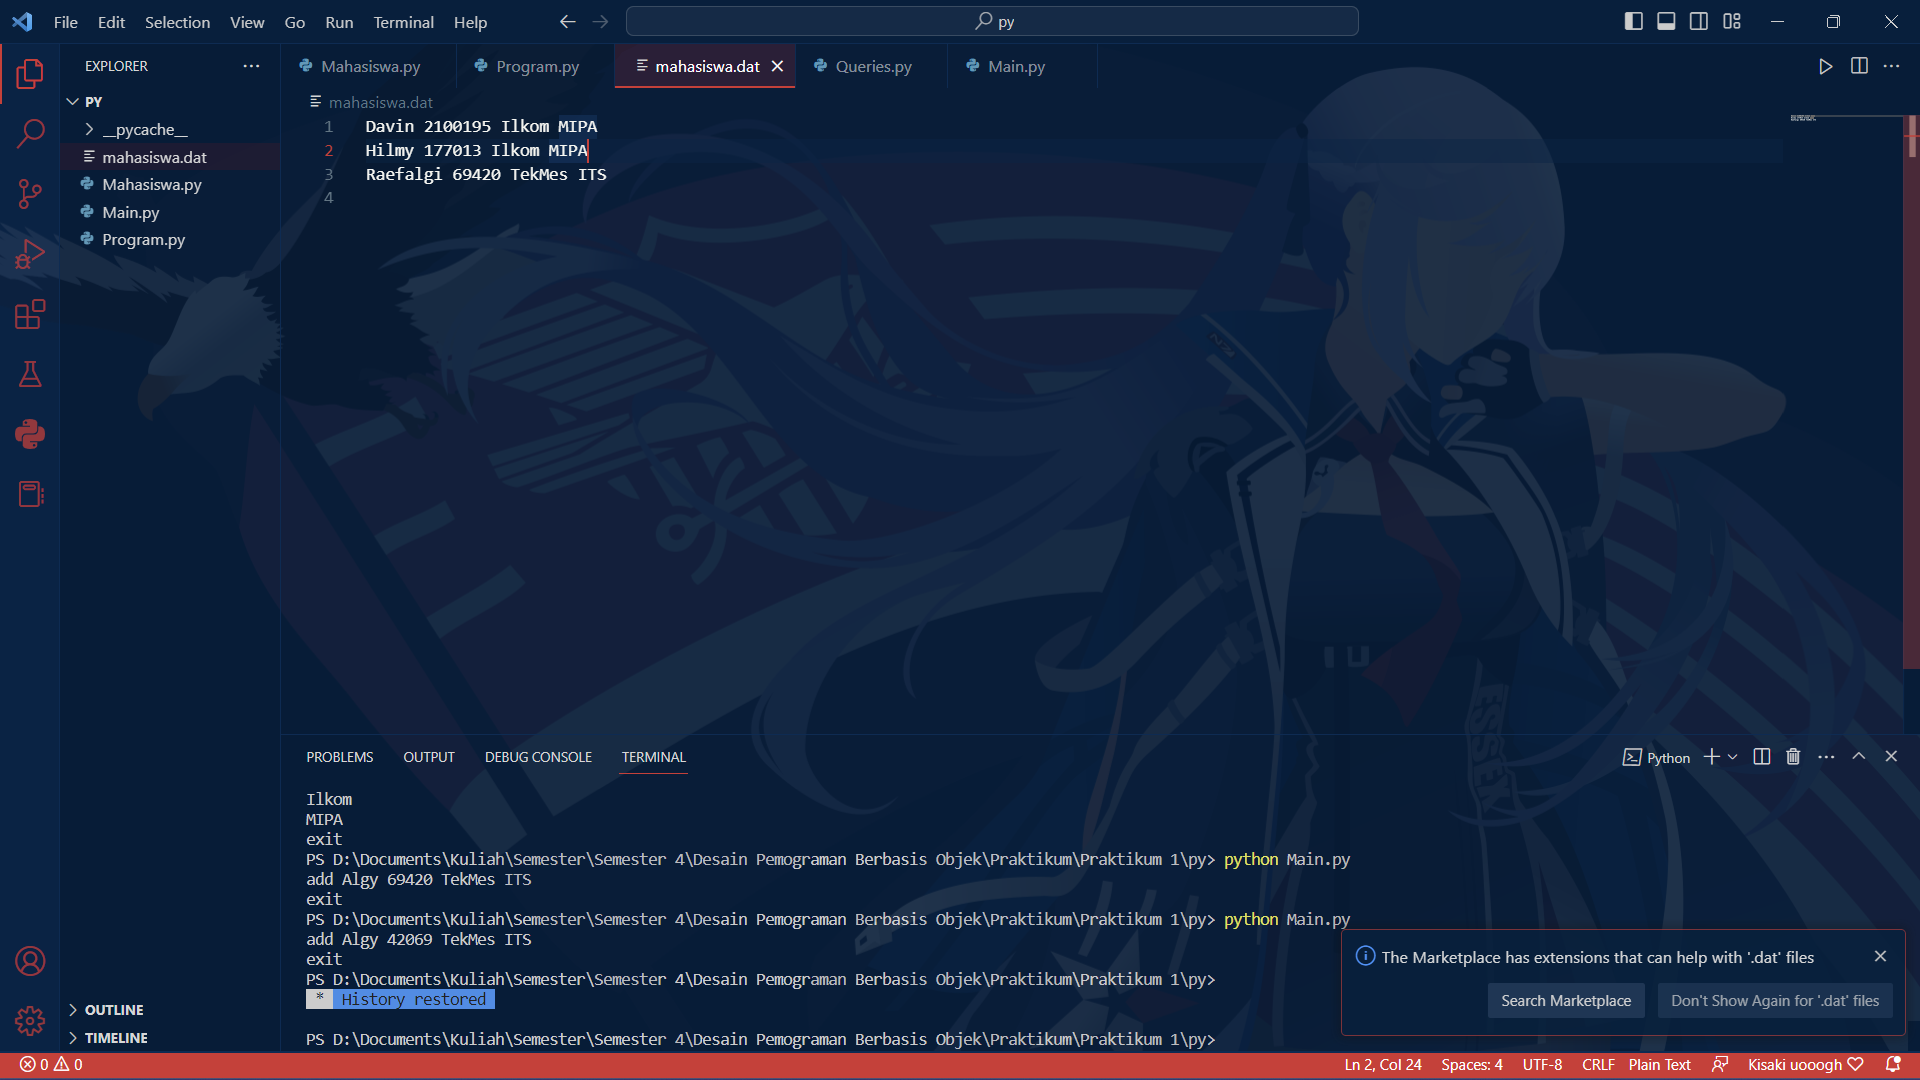 File Edit Selection View Go Run Terminal Help
py
EXPLORER
PY
__pycache__
mahasiswa.dat
Mahasiswa.py
Main.py
Program.py
OUTLINE
TIMELINE
Mahasiswa.py Program.py mahasiswa.dat Queries.py Main.py
mahasiswa.dat
1 Davin 2100195 Ilkom MIPA
2 Hilmy 177013 Ilkom MIPA
3 Raefalgi 69420 TekMes ITS
4
PROBLEMS OUTPUT DEBUG CONSOLE TERMINAL
Python
Ilkom
MIPA
exit
PS D:\Documents\Kuliah\Semester\Semester 4\Desain Pemograman Berbasis Objek\Praktikum\Praktikum 1\py> python Main.py
add Algy 69420 TekMes ITS
exit
PS D:\Documents\Kuliah\Semester\Semester 4\Desain Pemograman Berbasis Objek\Praktikum\Praktikum 1\py> python Main.py
add Algy 42069 TekMes ITS
exit
PS D:\Documents\Kuliah\Semester\Semester 4\Desain Pemograman Berbasis Objek\Praktikum\Praktikum 1\py>
* History restored
PS D:\Documents\Kuliah\Semester\Semester 4\Desain Pemograman Berbasis Objek\Praktikum\Praktikum 1\py>
The Marketplace has extensions that can help with '.dat' files
Search Marketplace
Don't Show Again for '.dat' files
0 0
Ln 2, Col 24 Spaces: 4 UTF-8 CRLF Plain Text Kisaki uooogh♡